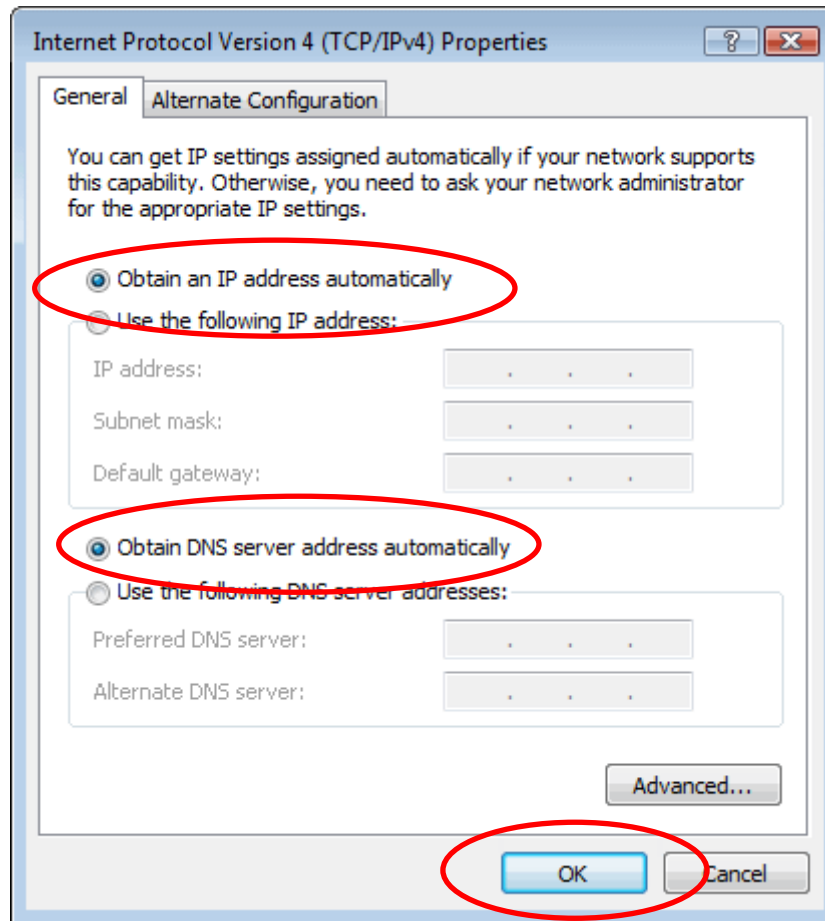 Internet Protocol Version 4 (TCP/IPv4) Properties
General
Alternate Configuration
You can get IP settings assigned automatically if your network supports
this capability. Otherwise, you need to ask your network administrator
for the appropriate IP settings.
Obtain an IP address automatically
Use the following IP address:
IP address:
Subnet mask:
Default gateway:
Obtain DNS server address automatically
Use the following DNS server addresses:
Preferred DNS server:
Alternate DNS server:
Advanced...
OK
Cancel